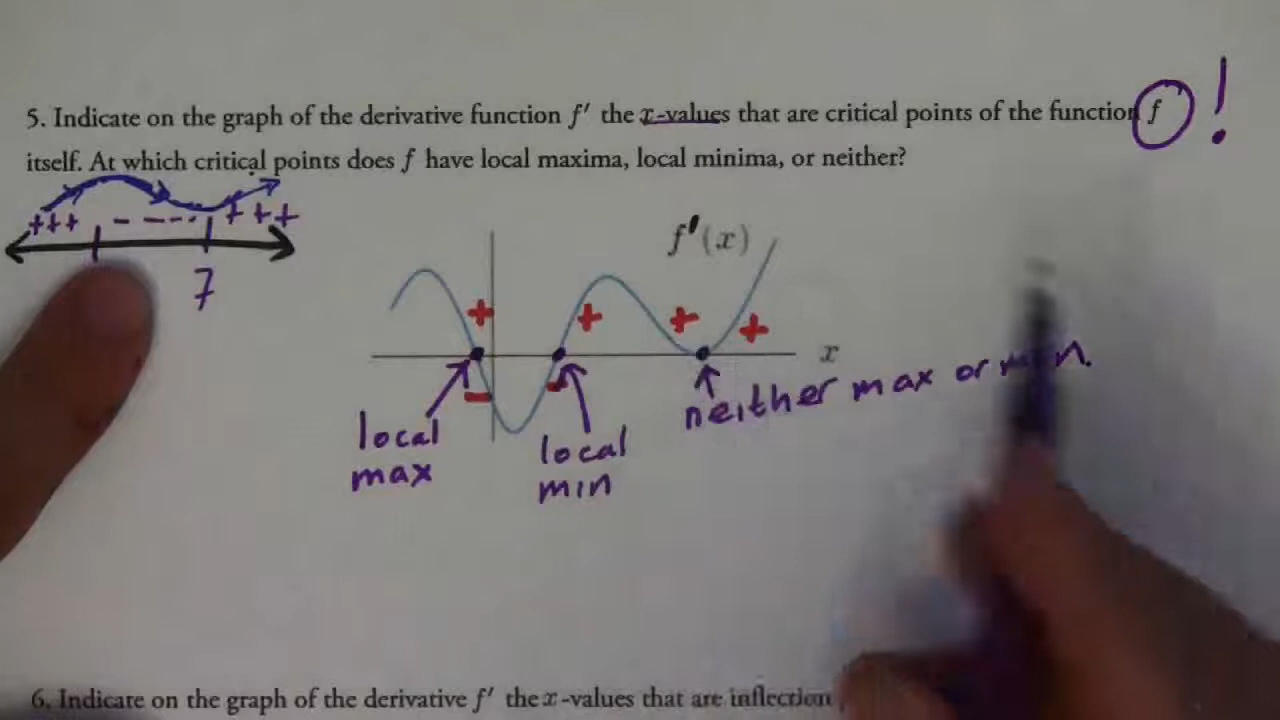 5. Indicate on the graph of the derivative function f′ the x-values that are critical points of the function f !
itself. At which critical points does f have local maxima, local minima, or neither?
+++ - ---- +++
7
f′(x)
+ + + +
x
- -
neither max or min.
local
max
local
min
6. Indicate on the graph of the derivative f′ the x-values that are inflection